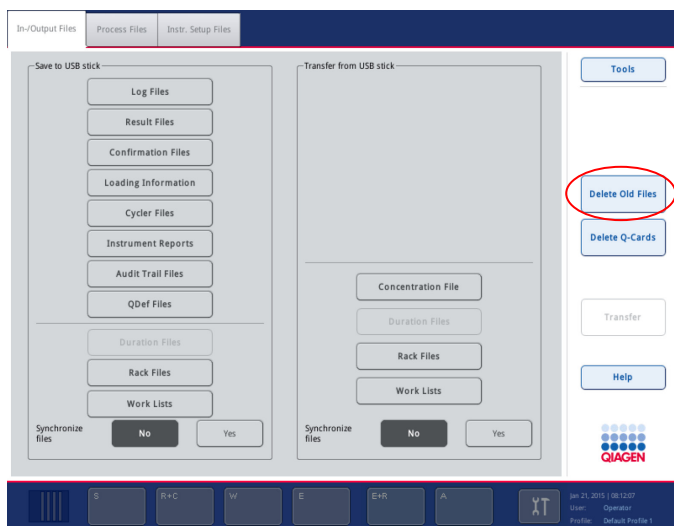 In-/Output Files
Process Files
Instr. Setup Files
Save to USB stick
Log Files
Result Files
Confirmation Files
Loading Information
Cycler Files
Instrument Reports
Audit Trail Files
QDef Files
Duration Files
Rack Files
Work Lists
Synchronize
files
No
Yes
Transfer from USB stick
Concentration File
Duration Files
Rack Files
Work Lists
Synchronize
files
No
Yes
Tools
Delete Old Files
Delete Q-Cards
Transfer
Help
QIAGEN
S
R+C
W
E
E+R
A
Jan 21, 2015 | 08:12:07
User: Operator
Profile: Default Profile 1